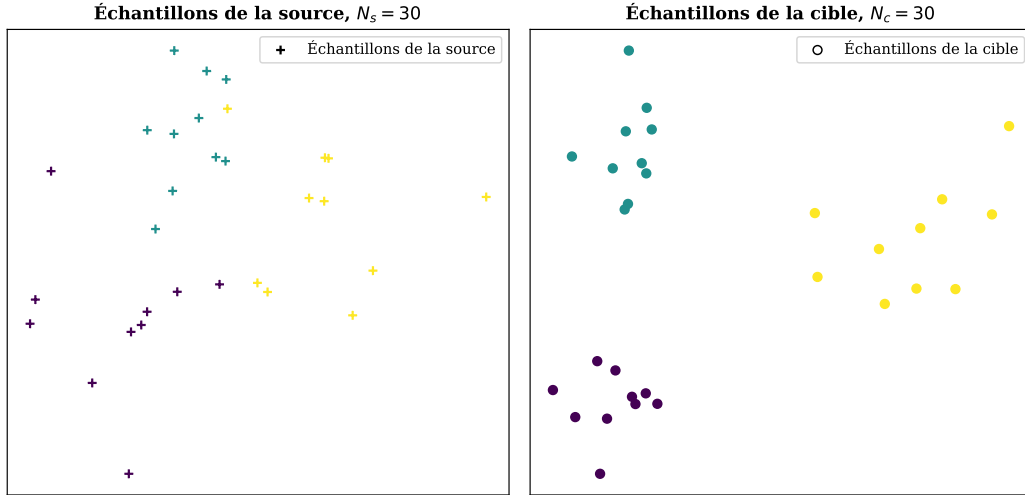 Échantillons de la source, N_s = 30
Échantillons de la source
Échantillons de la cible, N_c = 30
Échantillons de la cible